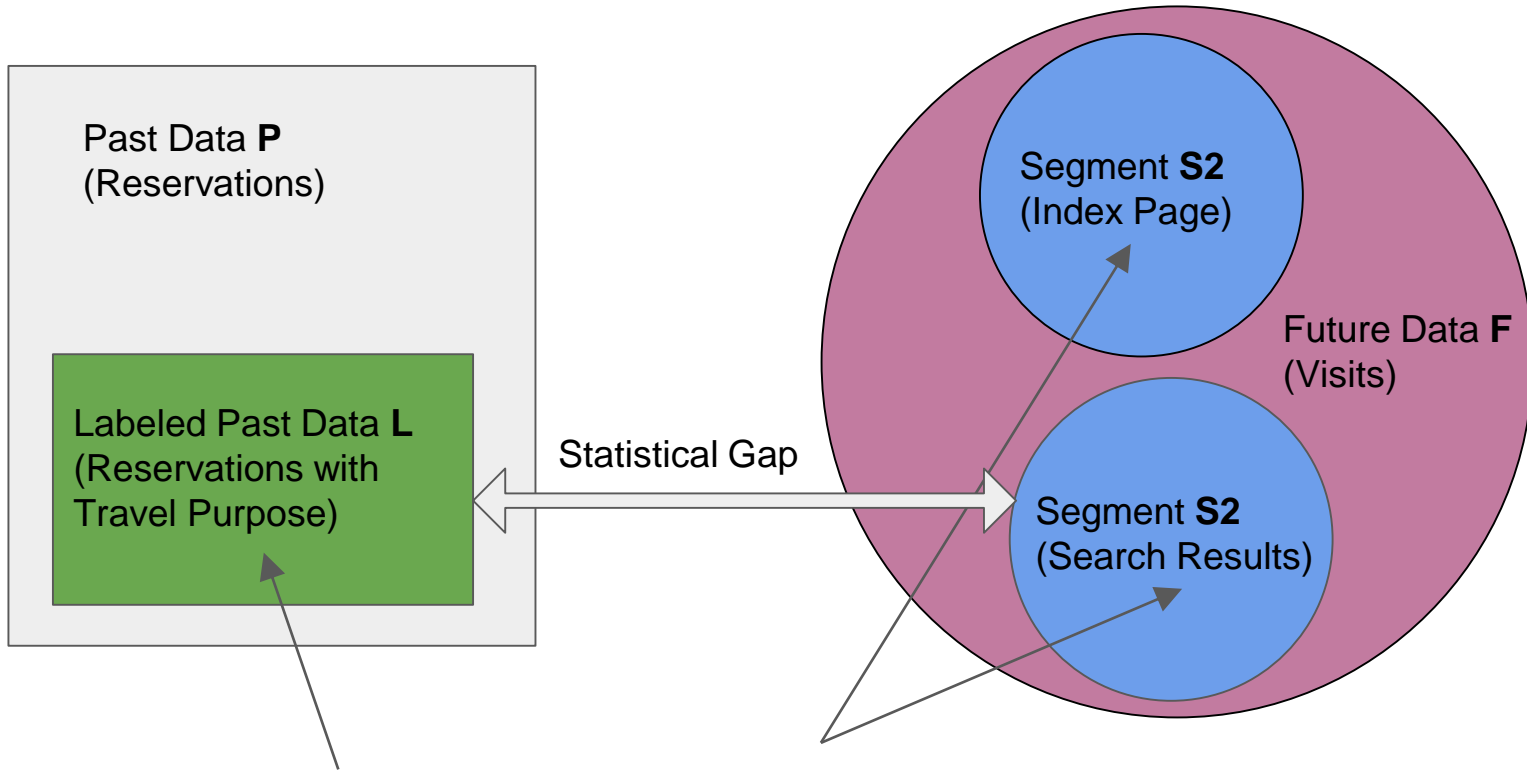 Past Data P
(Reservations)
Labeled Past Data L
(Reservations with
Travel Purpose)
Statistical Gap
Segment S2
(Index Page)
Future Data F
(Visits)
Segment S2
(Search Results)